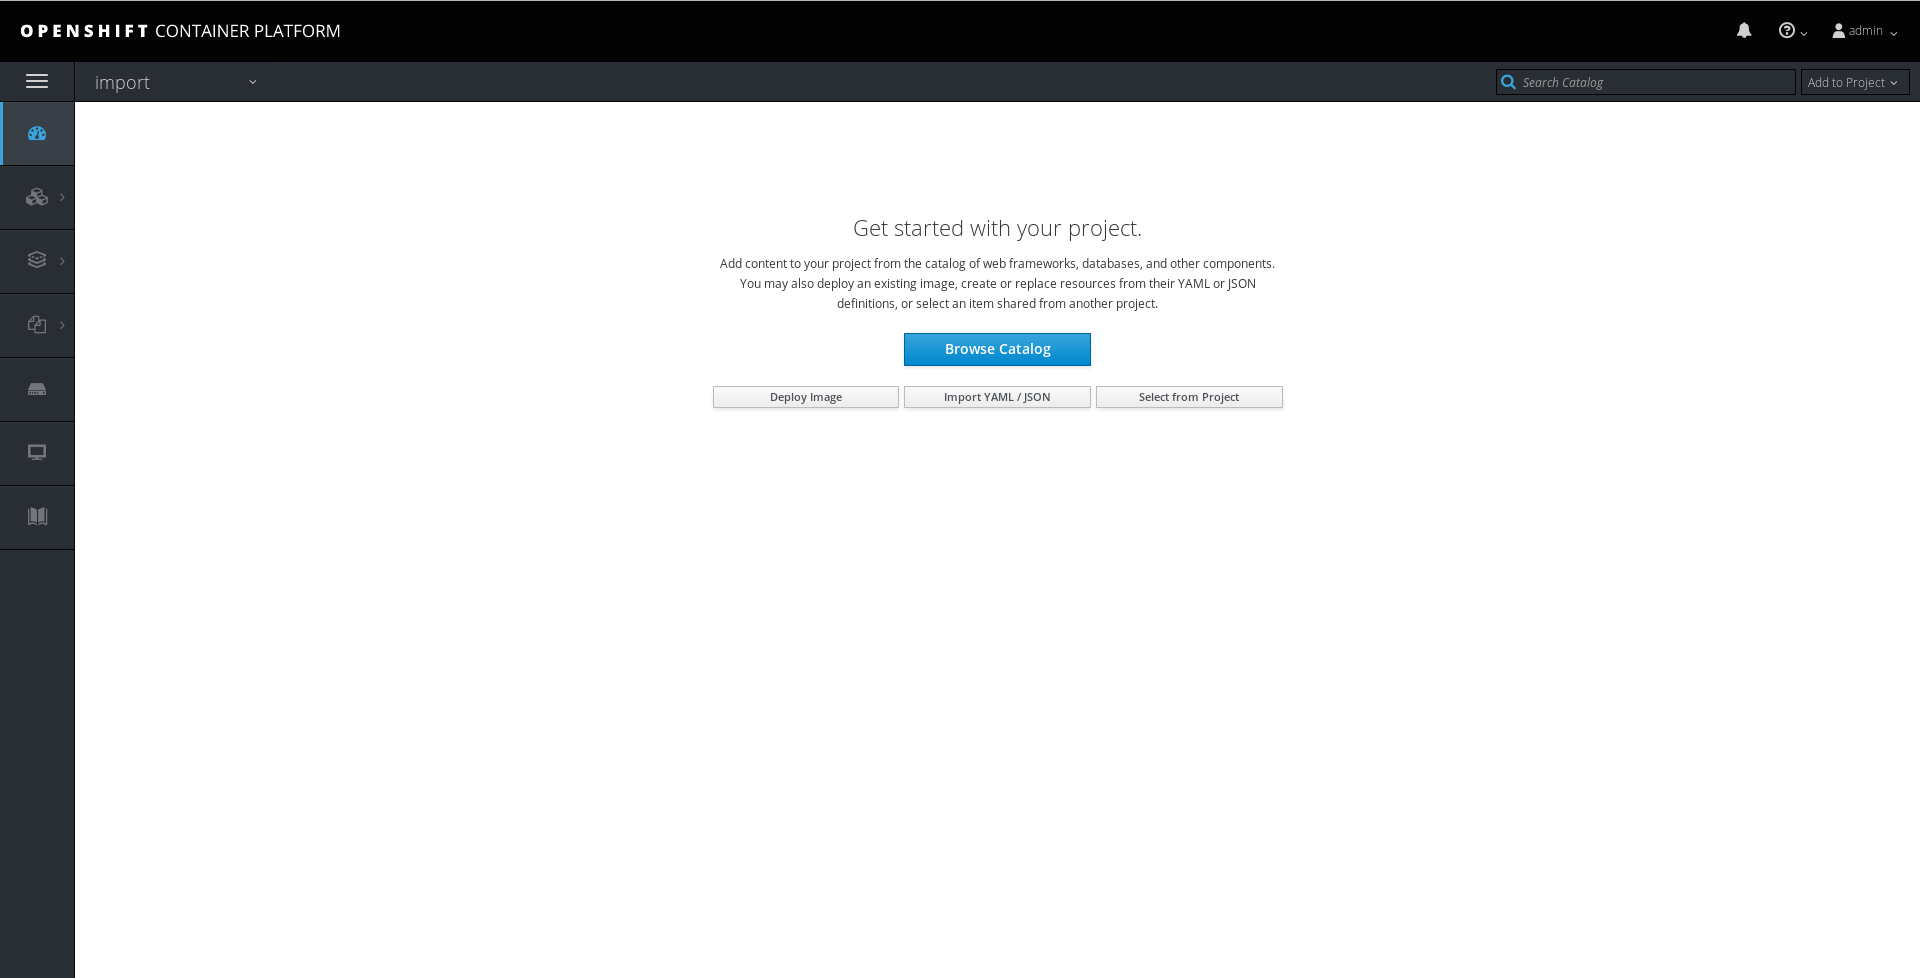 OPENSHIFT CONTAINER PLATFORM
admin
import
Search Catalog
Add to Project
Get started with your project.
Add content to your project from the catalog of web frameworks, databases, and other components.
You may also deploy an existing image, create or replace resources from their YAML or JSON
definitions, or select an item shared from another project.
Browse Catalog
Deploy Image
Import YAML / JSON
Select from Project